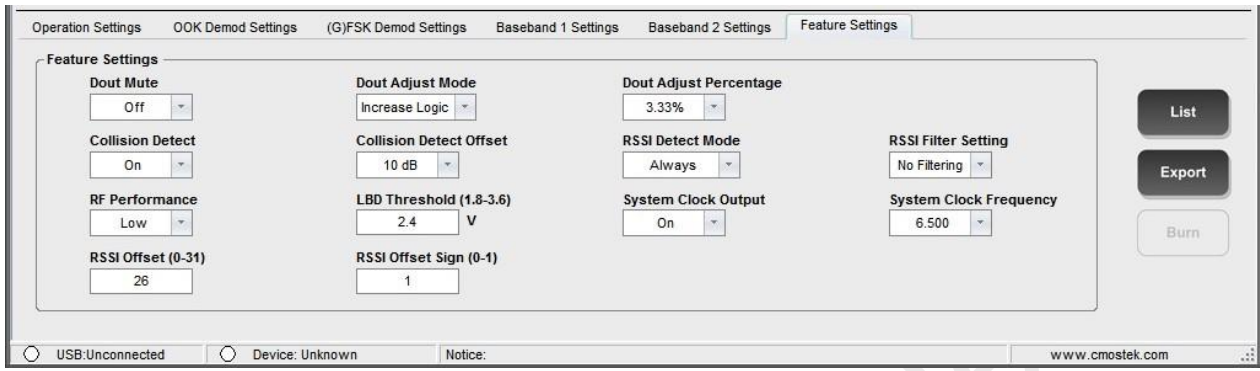 Operation Settings OOK Demod Settings (G)FSK Demod Settings Baseband 1 Settings Baseband 2 Settings Feature Settings
Feature Settings
Dout Mute Dout Adjust Mode Dout Adjust Percentage
Off Increase Logic 3.33%
List
Collision Detect Collision Detect Offset RSSI Detect Mode RSSI Filter Setting
On 10 dB Always No Filtering
Export
RF Performance LBD Threshold (1.8-3.6) System Clock Output System Clock Frequency
Low 2.4 V On 6.500
Burn
RSSI Offset (0-31) RSSI Offset Sign (0-1)
26 1
USB:Unconnected Device: Unknown Notice: www.cmostek.com